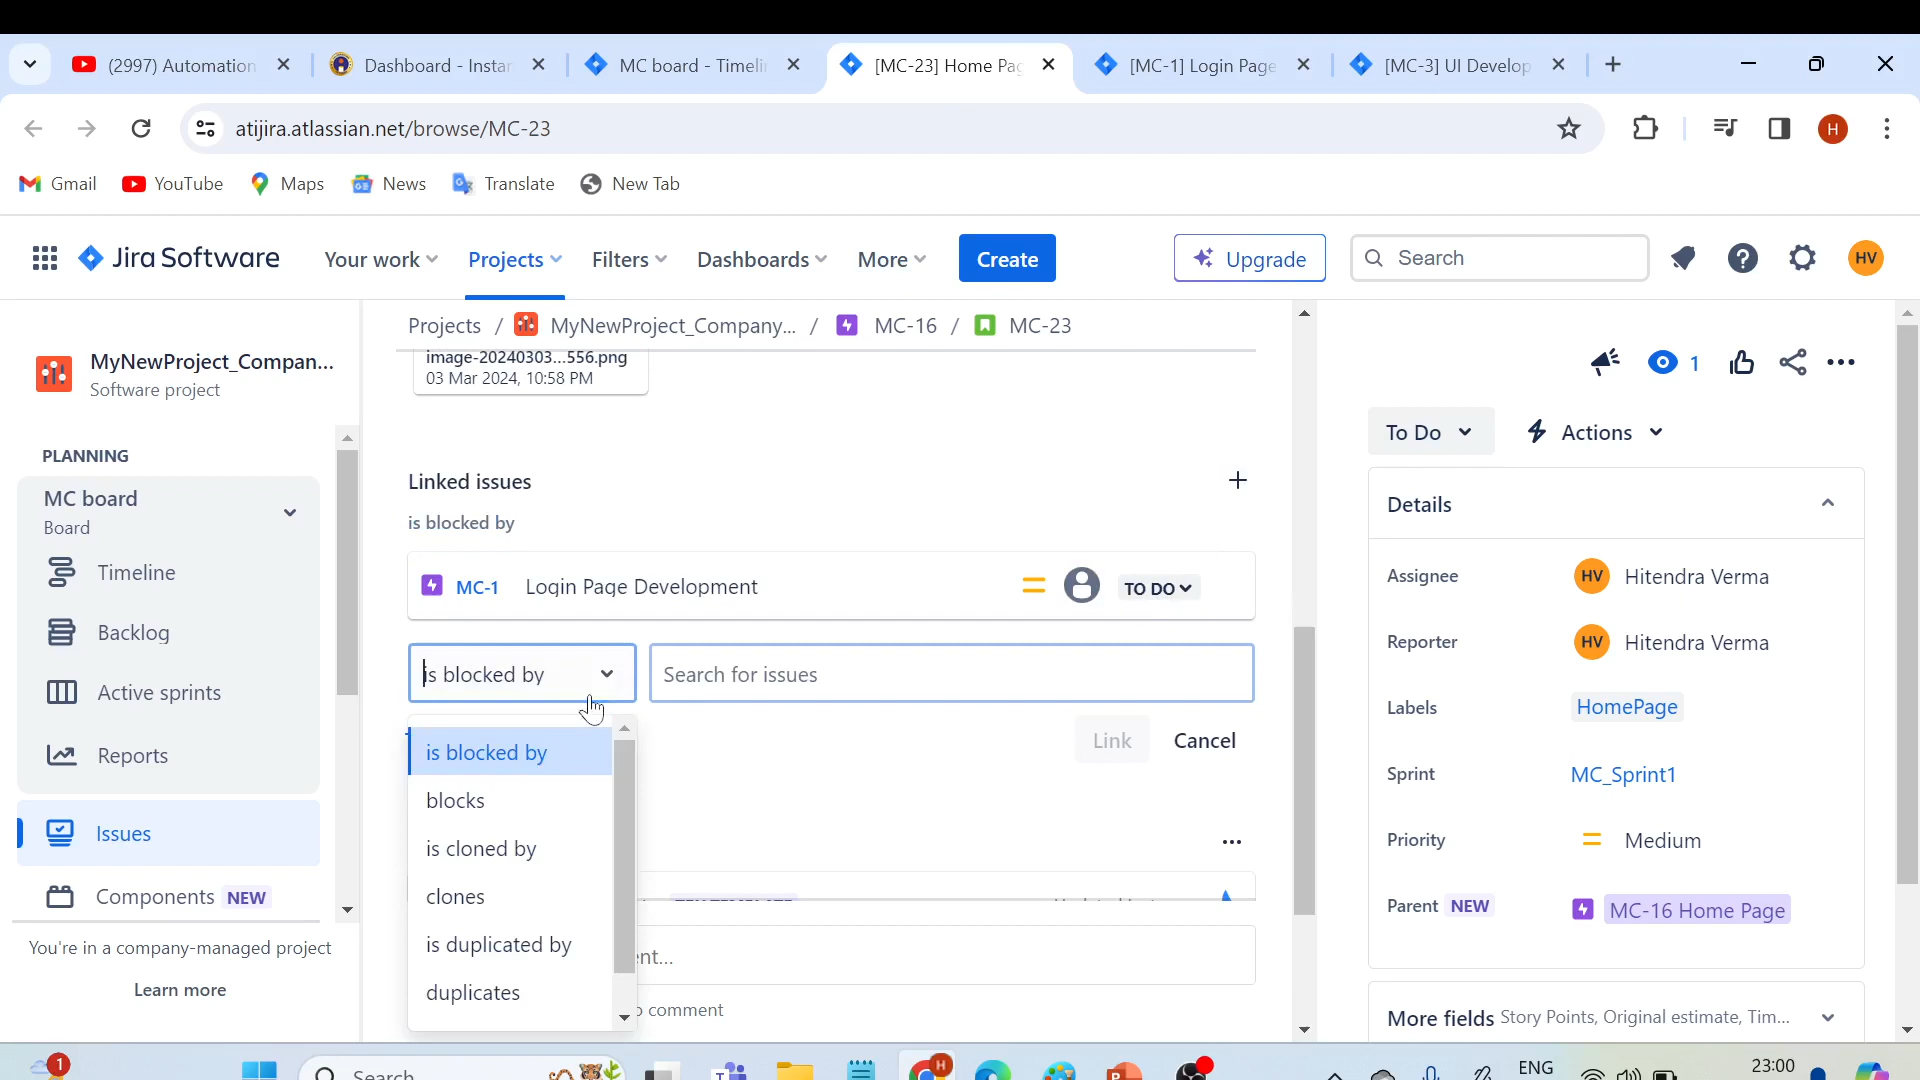 (2997) Automation
Dashboard - Instar
MC board - Timeli
[MC-23] Home Pag
[MC-1] Login Page
[MC-3] UI Develop
atijira.atlassian.net/browse/MC-23
H
Gmail
YouTube
Maps
News
Translate
New Tab
Jira Software
Your work
Projects
Filters
Dashboards
More
Create
Upgrade
Search
HV
MyNewProject_Compan...
Software project
PLANNING
MC board
Board
Timeline
Backlog
Active sprints
Reports
Issues
Components NEW
You're in a company-managed project
Learn more
Projects / MyNewProject_Company... / MC-16 / MC-23
image-20240303...556.png
03 Mar 2024, 10:58 PM
Linked issues
is blocked by
MC-1 Login Page Development TO DO
is blocked by
Search for issues
is blocked by
blocks
is cloned by
clones
is duplicated by
duplicates
Link Cancel
comment
1
To Do
Actions
Details
Assignee HV Hitendra Verma
Reporter HV Hitendra Verma
Labels HomePage
Sprint MC_Sprint1
Priority Medium
Parent NEW MC-16 Home Page
More fields Story Points, Original estimate, Tim...
1
Search
H
ENG
23:00